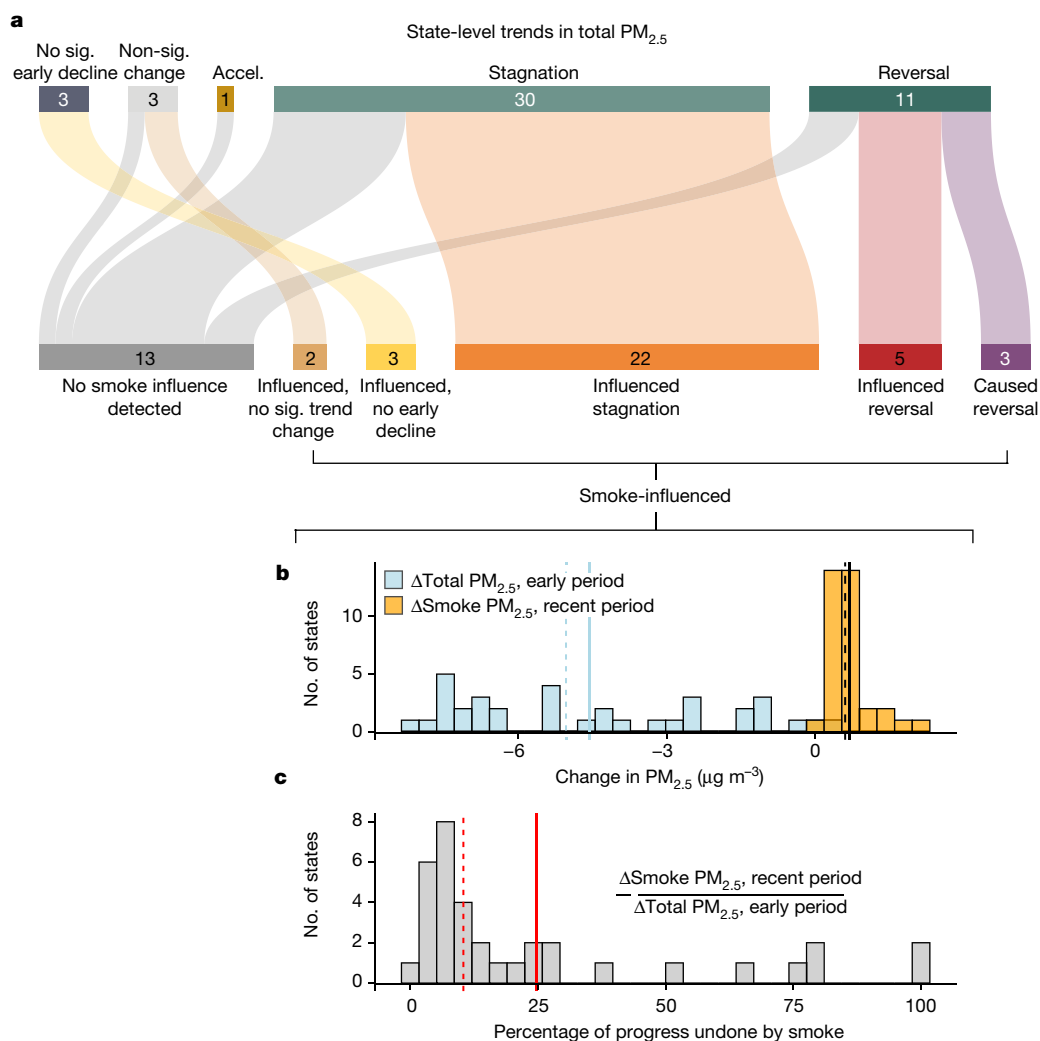 a
State-level trends in total PM2.5
No sig.
early decline
Non-sig.
change
Accel.
Stagnation
Reversal
3
3
1
30
11
13
2
3
22
5
3
No smoke influence
detected
Influenced,
no sig. trend
change
Influenced,
no early
decline
Influenced
stagnation
Influenced
reversal
Caused
reversal
Smoke-influenced
b
ΔTotal PM2.5, early period
ΔSmoke PM2.5, recent period
No. of states
10
5
0
−6
−3
0
Change in PM2.5 (μg m−3)
c
No. of states
8
6
4
2
0
− ΔSmoke PM2.5, recent period
ΔTotal PM2.5, early period
0
25
50
75
100
Percentage of progress undone by smoke